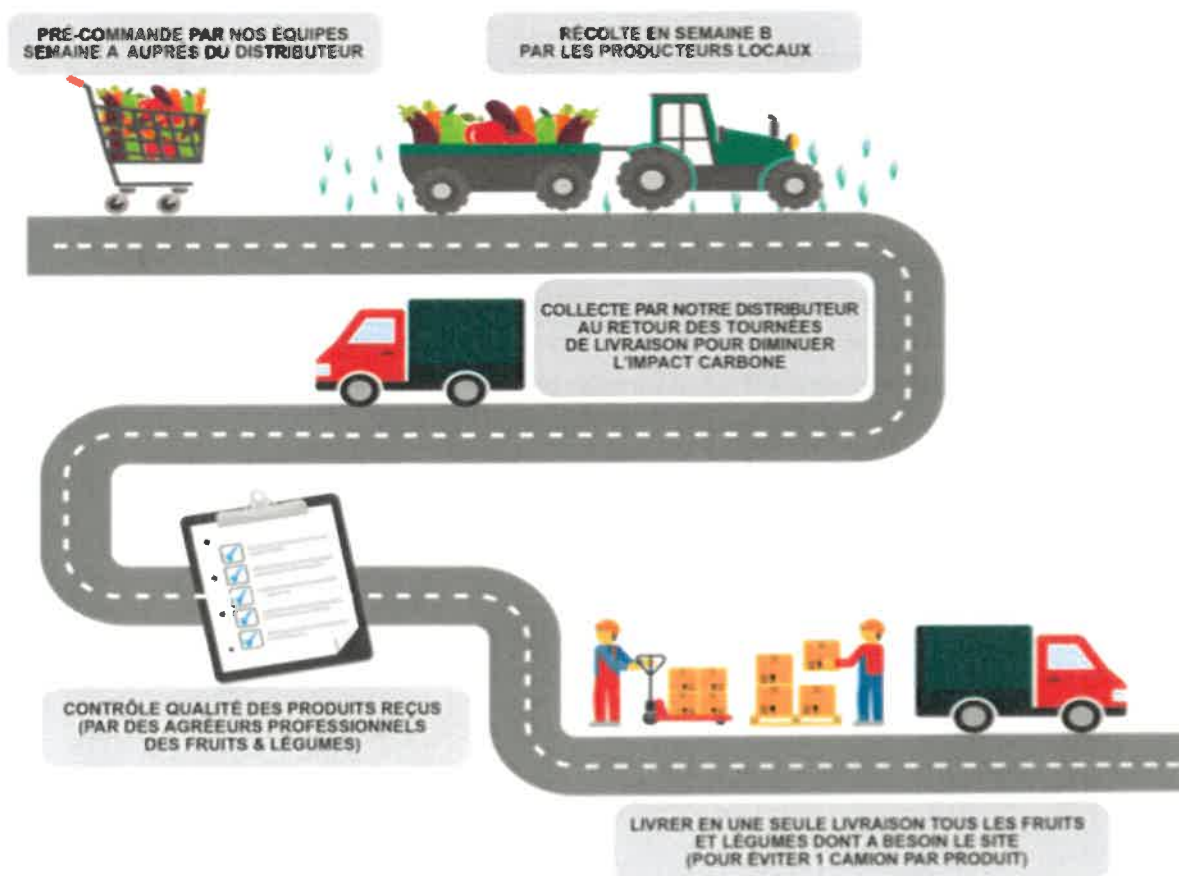 PRÉ-COMMANDE PAR NOS ÉQUIPES
SEMAINE A AUPRÈS DU DISTRIBUTEUR
RÉCOLTE EN SEMAINE B
PAR LES PRODUCTEURS LOCAUX
COLLECTE PAR NOTRE DISTRIBUTEUR
AU RETOUR DES TOURNÉES
DE LIVRAISON POUR DIMINUER
L'IMPACT CARBONE
CONTRÔLE QUALITÉ DES PRODUITS REÇUS
(PAR DES AGRÉEURS PROFESSIONNELS
DES FRUITS & LÉGUMES)
LIVRER EN UNE SEULE LIVRAISON TOUS LES FRUITS
ET LÉGUMES DONT A BESOIN LE SITE
(POUR ÉVITER 1 CAMION PAR PRODUIT)